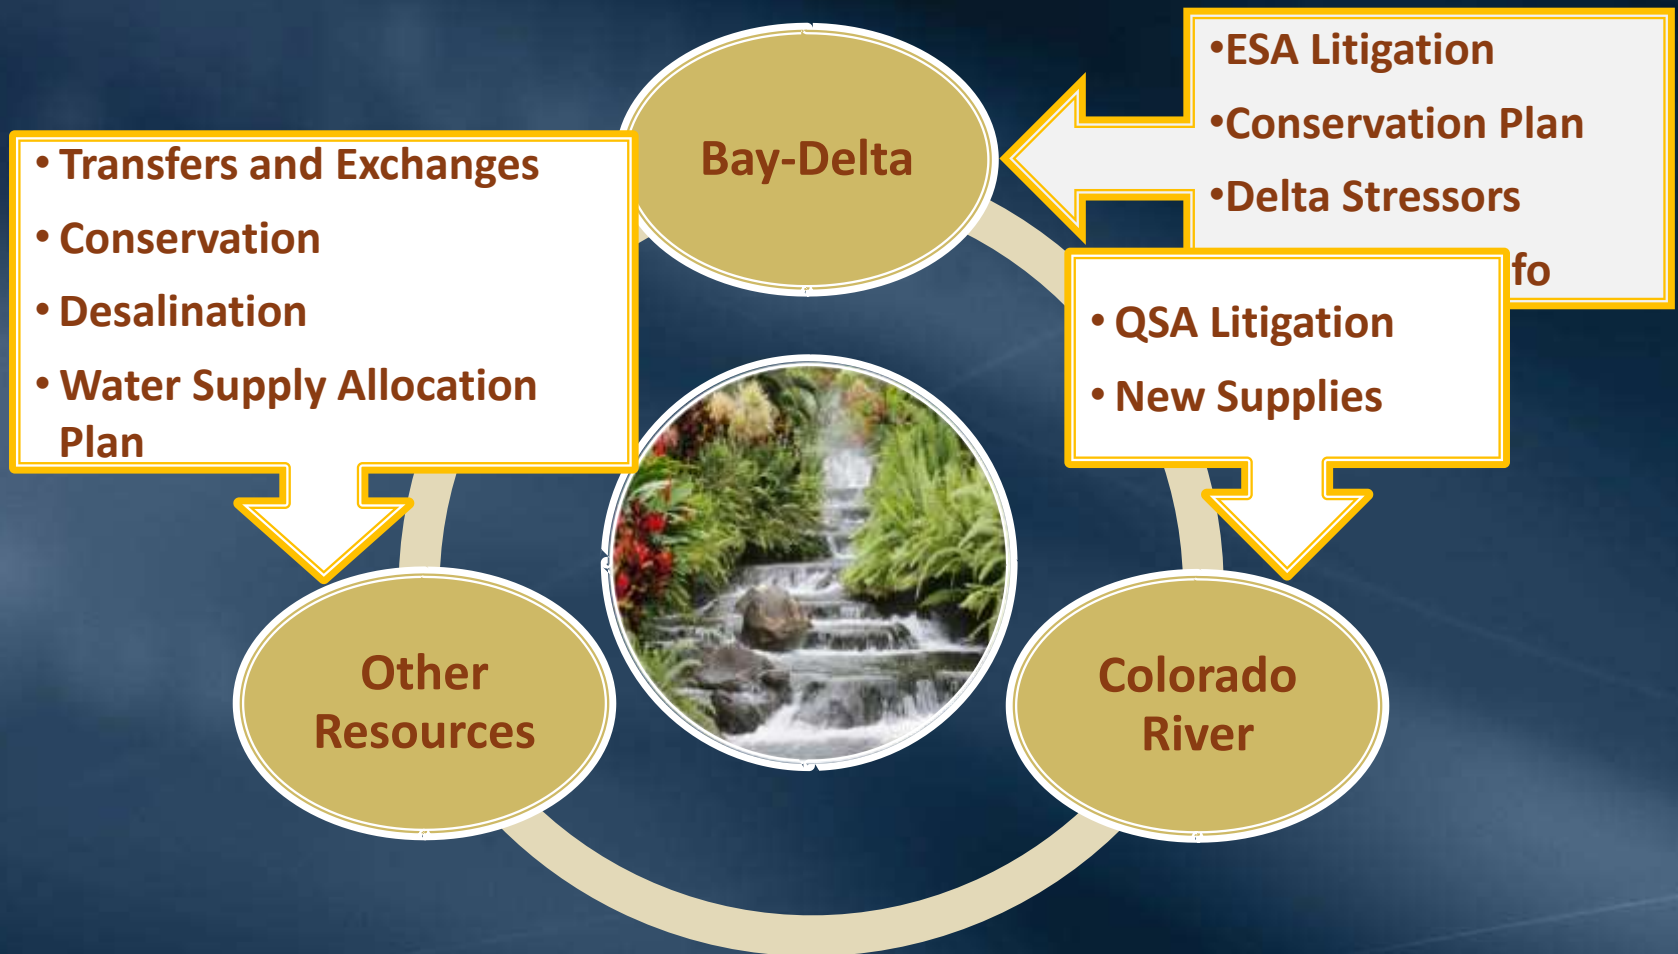 Bay-Delta
•ESA Litigation
•Conservation Plan
•Delta Stressors
fo
• Transfers and Exchanges
• Conservation
• Desalination
• Water Supply Allocation
Plan
• QSA Litigation
• New Supplies
Other
Resources
Colorado
River